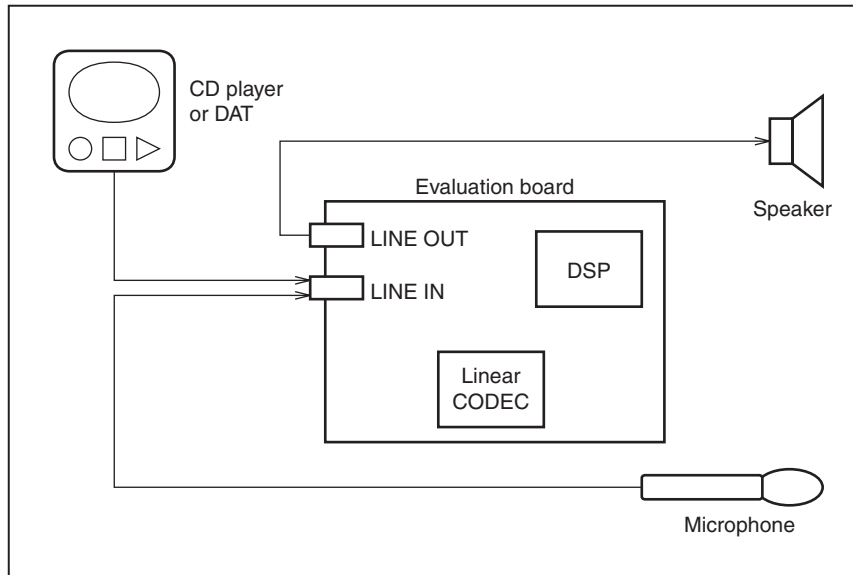 CD player
or DAT
Evaluation board
Speaker
LINE OUT
DSP
LINE IN
Linear
CODEC
Microphone